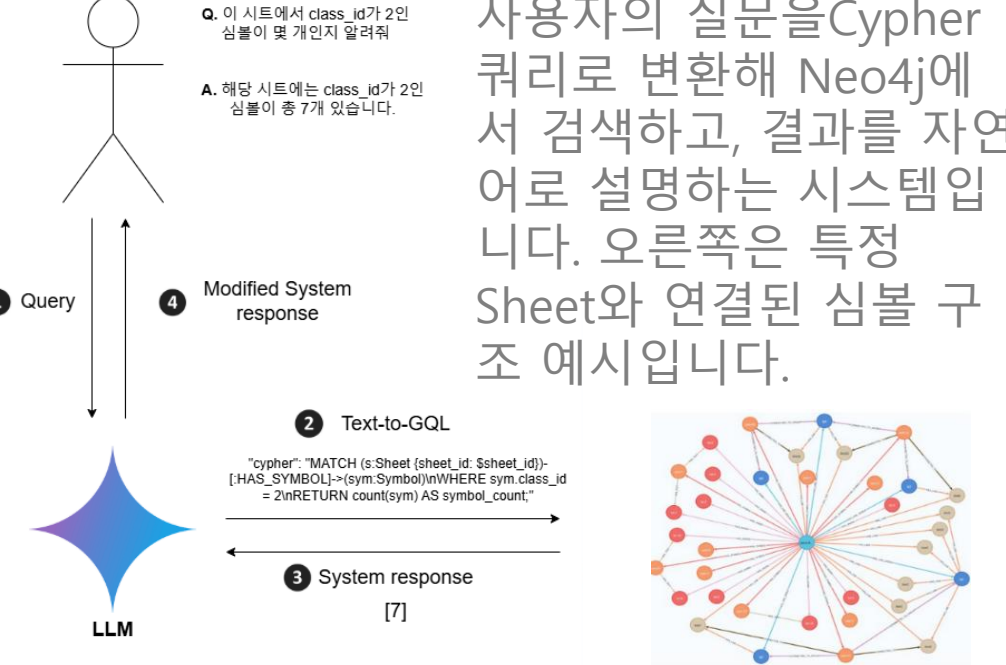 Q. 이 시트에서 class_id가 2인
심볼이 몇 개인지 알려줘
A. 해당 시트에는 class_id가 2인
심볼이 총 7개 있습니다.
사용자의 질문을Cypher
쿼리로 변환해 Neo4j에
서 검색하고, 결과를 자연
어로 설명하는 시스템입
니다. 오른쪽은 특정
Sheet와 연결된 심볼 구
조 예시입니다.
Query
4 Modified System
response
2 Text-to-GQL
"cypher": "MATCH (s:Sheet {sheet_id: $sheet_id})-
[:HAS_SYMBOL]->(sym:Symbol)\nWHERE sym.class_id
= 2\nRETURN count(sym) AS symbol_count;"
3 System response
[7]
LLM